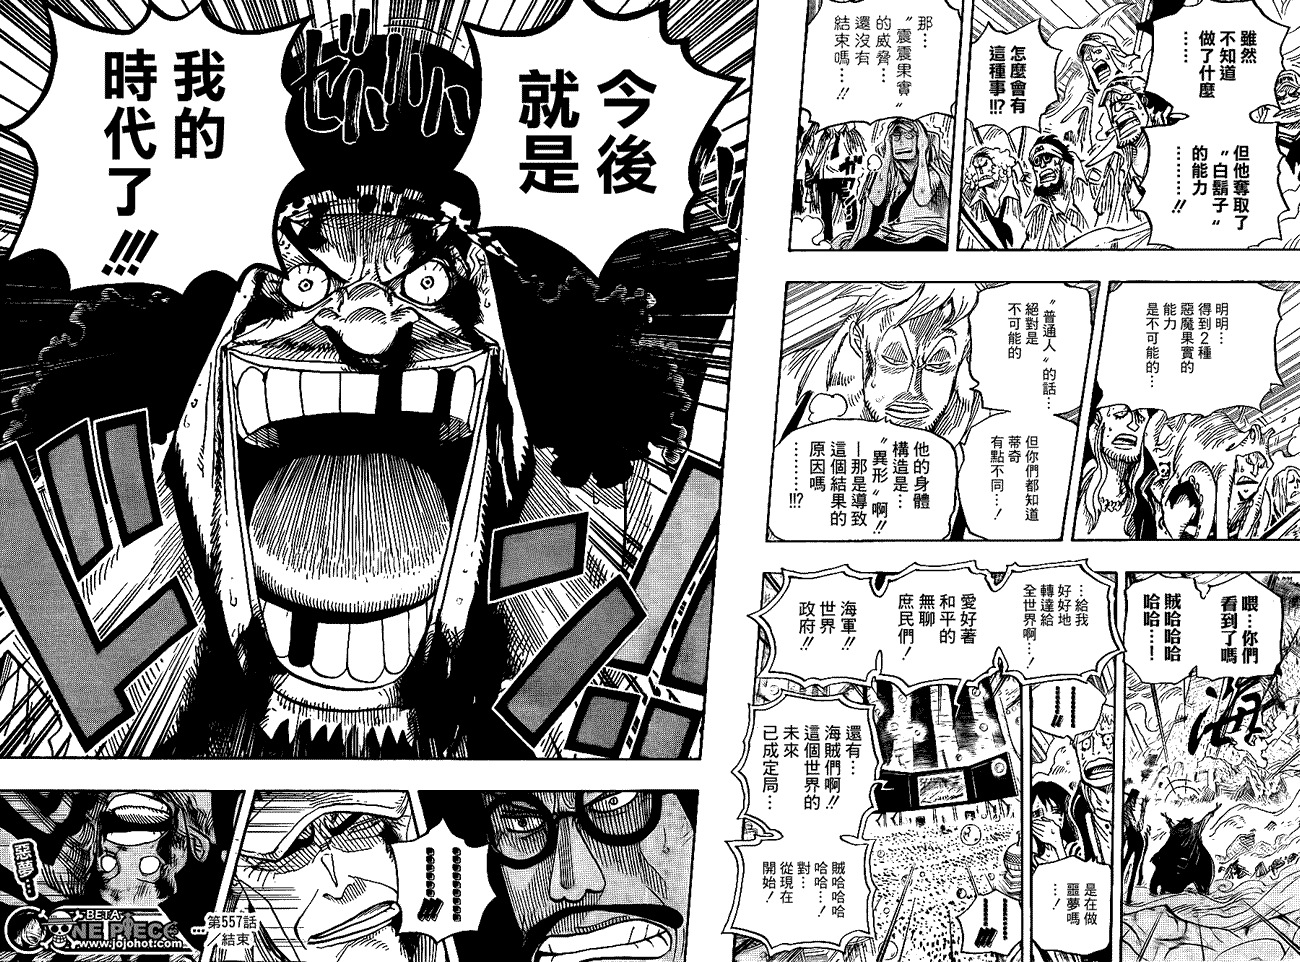 雖然
不知道
做了什麼
………
但他奪取了
〝白鬍子〞
的能力
…………!!
怎麼會有
這種事!!?
那…
〝震震果實〞
的威脅…
還沒有
結束嗎…!!
明明…
得到2種
惡魔果實的
能力
是不可能的…
〝普通人〞的話…
絕對是
不可能的
但你們都知道
蒂奇
有點不同…!
他的身體
構造是…
〝異形〞啊!!
—那是導致
這個結果的
原因嗎
………!!?
喂…你們
看到了嗎
賊哈哈哈
哈哈…!
…給我
好好地
轉達給
全世界啊…!
愛好著
和平的
無聊
庶民們!
海軍!!
世界
政府!!
還有…
海賊們啊!!
這個世界的
未來
已成定局…
賊哈哈哈哈
哈哈…!
對…
從現在
開始!
是在做
噩夢嗎
…!
海
今後
就是
我的
時代了!!!
ゼハハハハ
ドン!!
惡夢…
…第557話
結束
BETA
ONE PIECE
www.jojohot.com